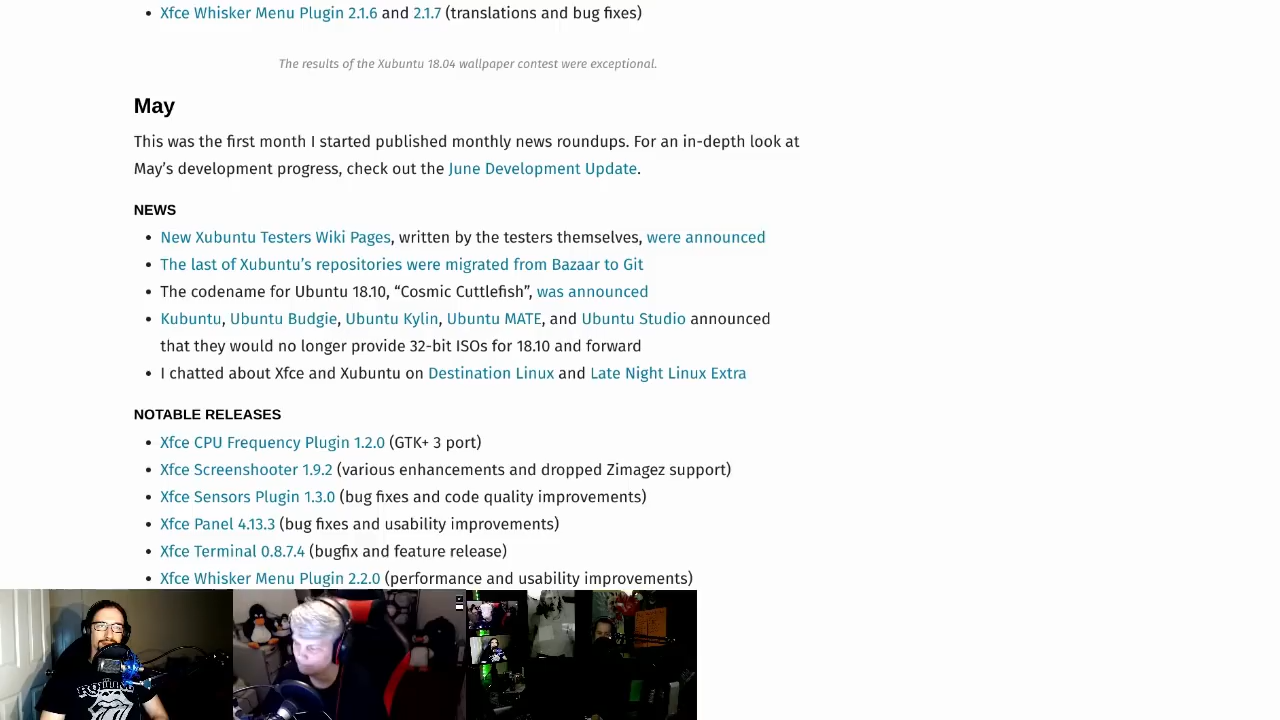 • Xfce Whisker Menu Plugin 2.1.6 and 2.1.7 (translations and bug fixes)
The results of the Xubuntu 18.04 wallpaper contest were exceptional.
May
This was the first month I started published monthly news roundups. For an in-depth look at
May’s development progress, check out the June Development Update.
NEWS
• New Xubuntu Testers Wiki Pages, written by the testers themselves, were announced
• The last of Xubuntu’s repositories were migrated from Bazaar to Git
• The codename for Ubuntu 18.10, “Cosmic Cuttlefish”, was announced
• Kubuntu, Ubuntu Budgie, Ubuntu Kylin, Ubuntu MATE, and Ubuntu Studio announced
that they would no longer provide 32-bit ISOs for 18.10 and forward
• I chatted about Xfce and Xubuntu on Destination Linux and Late Night Linux Extra
NOTABLE RELEASES
• Xfce CPU Frequency Plugin 1.2.0 (GTK+ 3 port)
• Xfce Screenshooter 1.9.2 (various enhancements and dropped Zimagez support)
• Xfce Sensors Plugin 1.3.0 (bug fixes and code quality improvements)
• Xfce Panel 4.13.3 (bug fixes and usability improvements)
• Xfce Terminal 0.8.7.4 (bugfix and feature release)
• Xfce Whisker Menu Plugin 2.2.0 (performance and usability improvements)